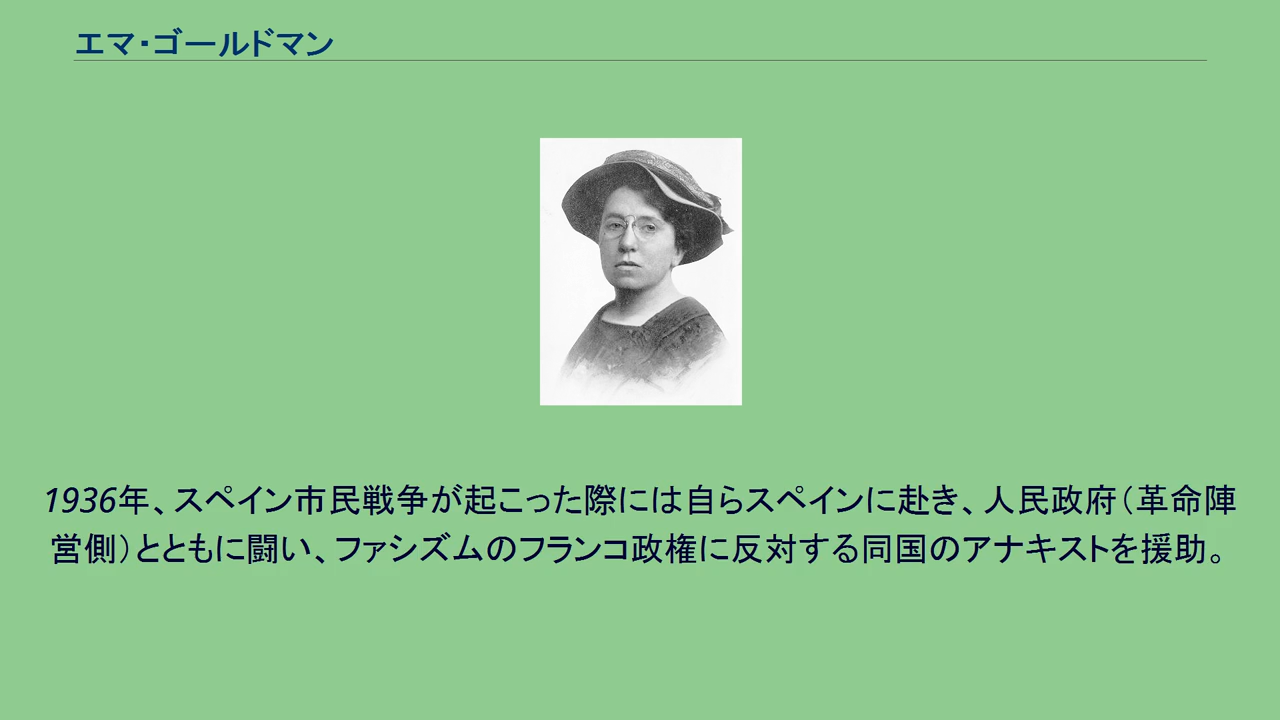 エマ・ゴールドマン
1936年、スペイン市民戦争が起こった際には自らスペインに赴き、人民政府（革命陣
営側）とともに闘い、ファシズムのフランコ政権に反対する同国のアナキストを援助。